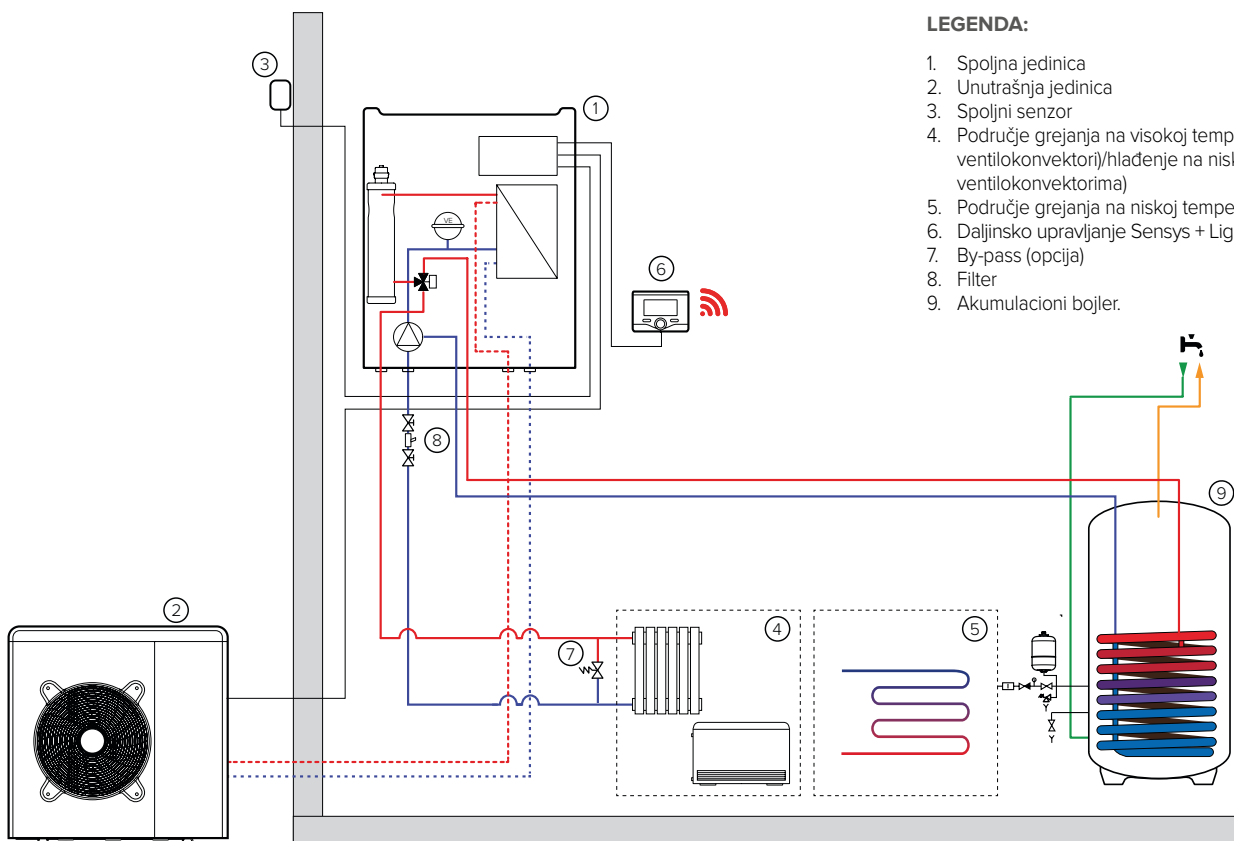 LEGENDA:
1. Spoljna jedinica
2. Unutrašnja jedinica
3. Spoljni senzor
4. Područje grejanja na visokoj temp
ventilokonvektori)/hlađenje na nisk
ventilokonvektorima)
5. Područje grejanja na niskoj tempe
6. Daljinsko upravljanje Sensys + Lig
7. By-pass (opcija)
8. Filter
9. Akumulacioni bojler.
3
1
VE
6
8
9
2
7
4
5